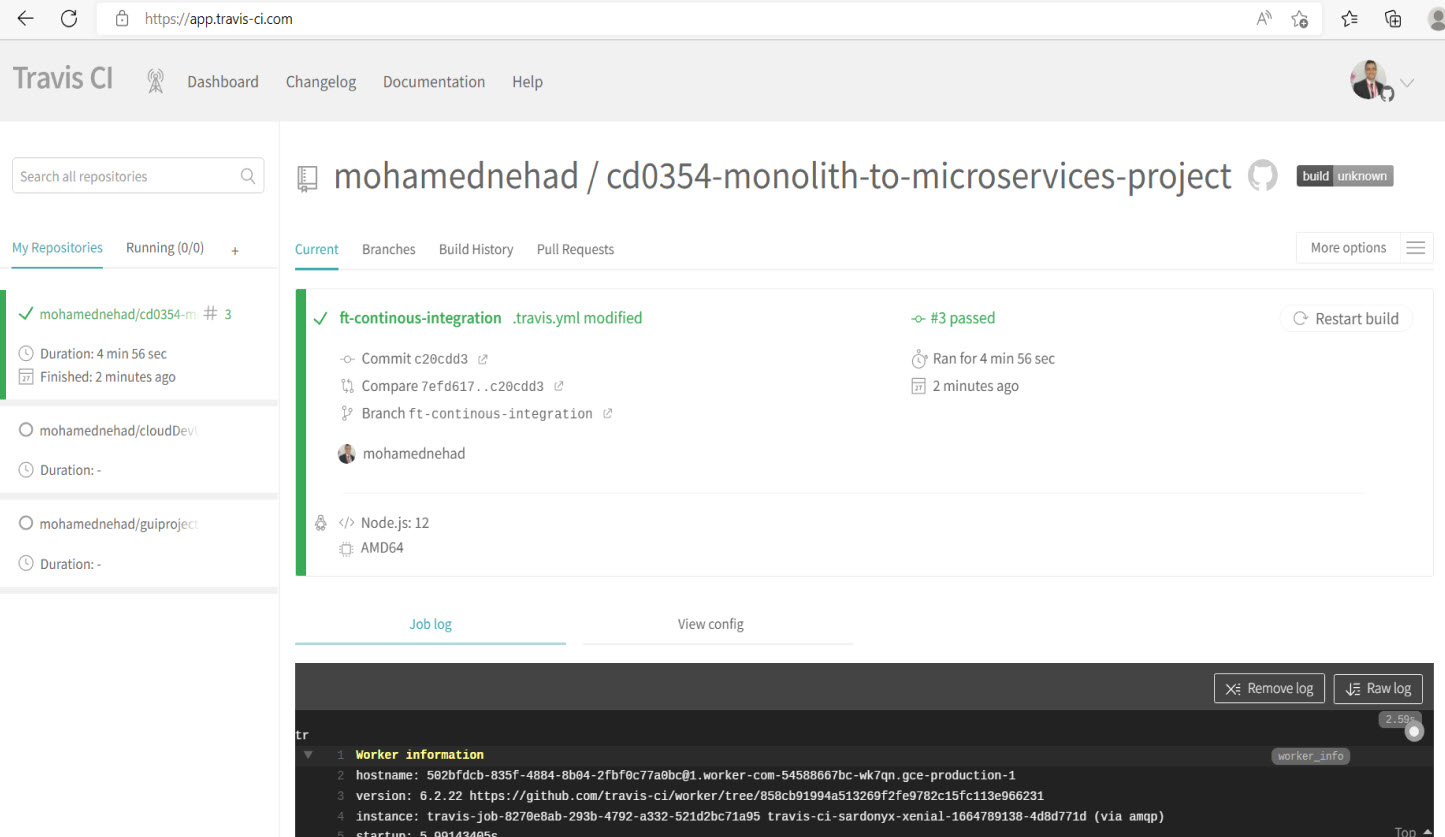 https://app.travis-ci.com
Travis CI
Dashboard
Changelog
Documentation
Help
Search all repositories
My Repositories
Running (0/0)
+
mohamednehad/cd0354-m
# 3
Duration: 4 min 56 sec
Finished: 2 minutes ago
mohamednehad/cloudDev
Duration: -
mohamednehad/guiproject
Duration: -
mohamednehad / cd0354-monolith-to-microservices-project
build unknown
Current
Branches
Build History
Pull Requests
More options
ft-continous-integration .travis.yml modified
#3 passed
Restart build
Commit c20cdd3
Ran for 4 min 56 sec
Compare 7efd617..c20cdd3
2 minutes ago
Branch ft-continous-integration
mohamednehad
</> Node.js: 12
AMD64
Job log
View config
Remove log
Raw log
2.59s
tr
1 Worker information
worker_info
2 hostname: 502bfdcb-835f-4884-8b04-2fbf0c77a0bc@1.worker-com-54588667bc-wk7qn.gce-production-1
3 version: 6.2.22 https://github.com/travis-ci/worker/tree/858cb91994a513269f2fe9782c15fc113e966231
4 instance: travis-job-8270e8ab-293b-4792-a332-521d2bc71a95 travis-ci-sardonyx-xenial-1664789138-4d8d771d (via amqp)
5 startup: 5.99143405s
Top